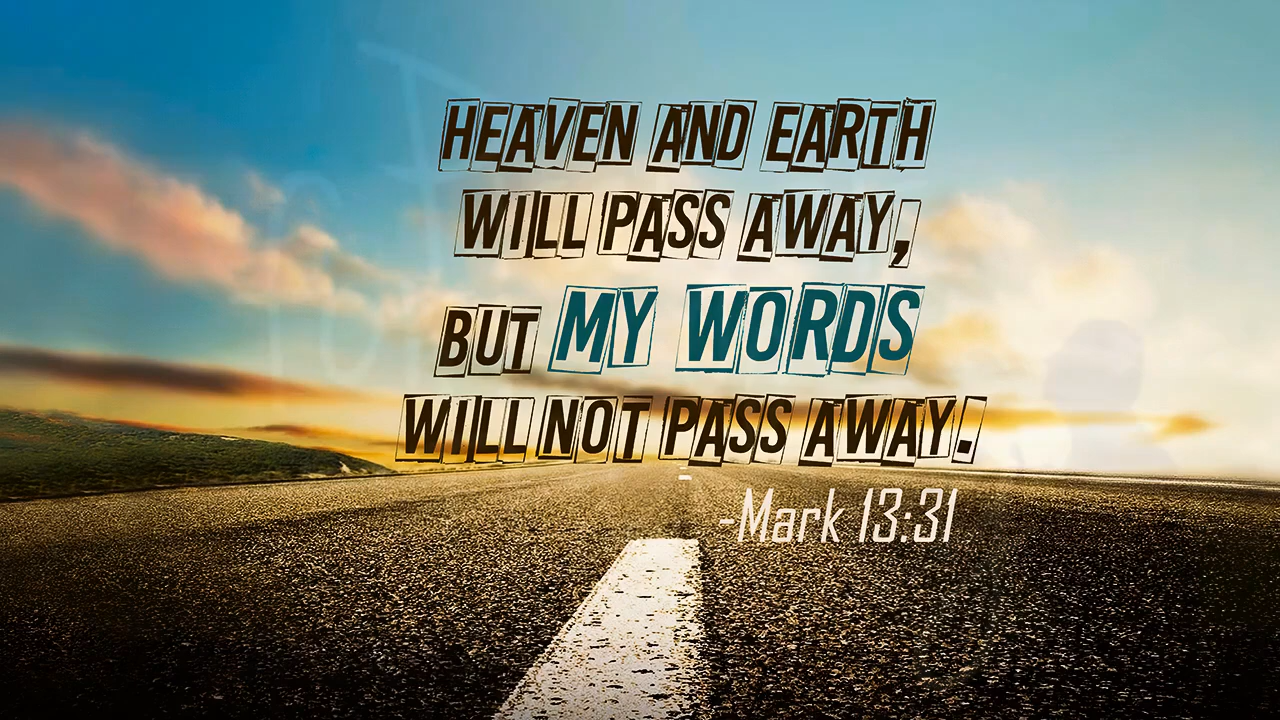 HEAVEN AND EARTH
WILL PASS AWAY,
BUT MY WORDS
WILL NOT PASS AWAY.
-Mark 13:31